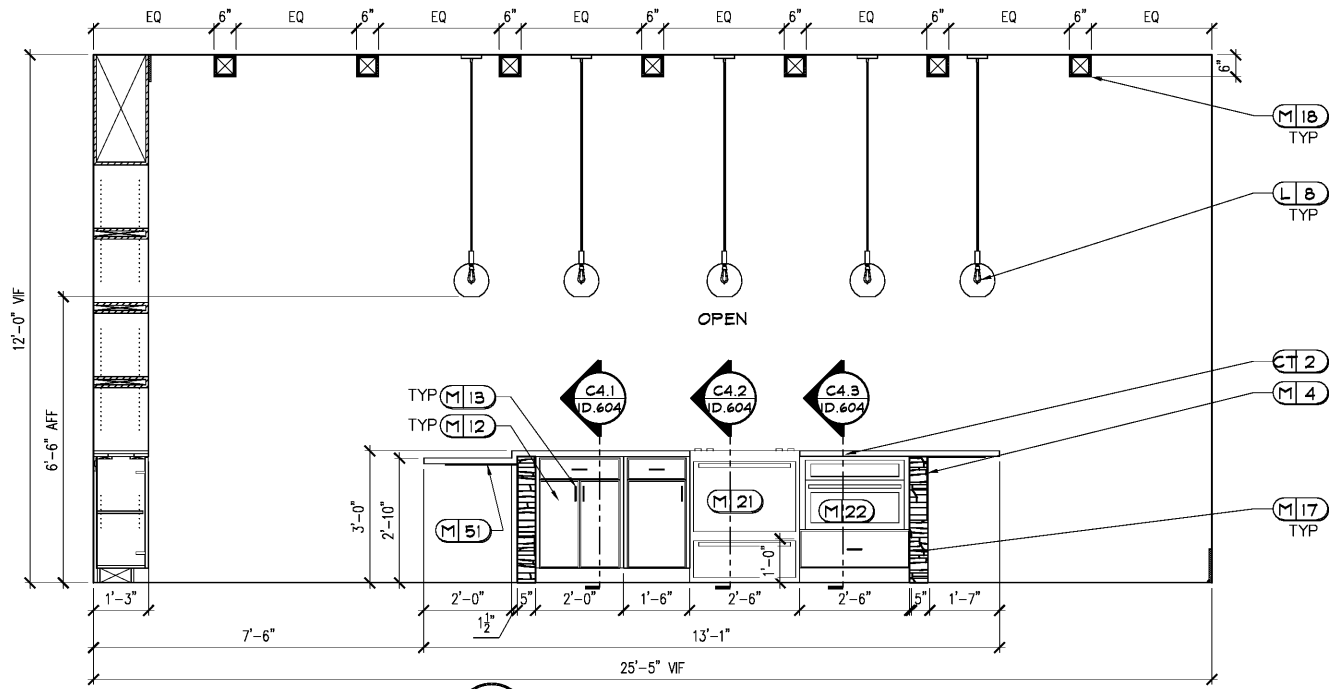 EQ 6" EQ 6" EQ 6" EQ 6" EQ 6" EQ 6" EQ 6" EQ
6"
M 18
TYP
L 8
TYP
12'-0" VIF
6'-6" AFF
OPEN
C4.1
ID.604
C4.2
ID.604
C4.3
ID.604
CT 2
M 4
TYP M 13
TYP M 12
M 51
M 21
M 22
M 17
TYP
3'-0"
2'-10"
1'-0"
1'-3" 2'-0" 5" 2'-0" 1'-6" 2'-6" 2'-6" 5" 1'-7"
1½"
7'-6" 13'-1"
25'-5" VIF